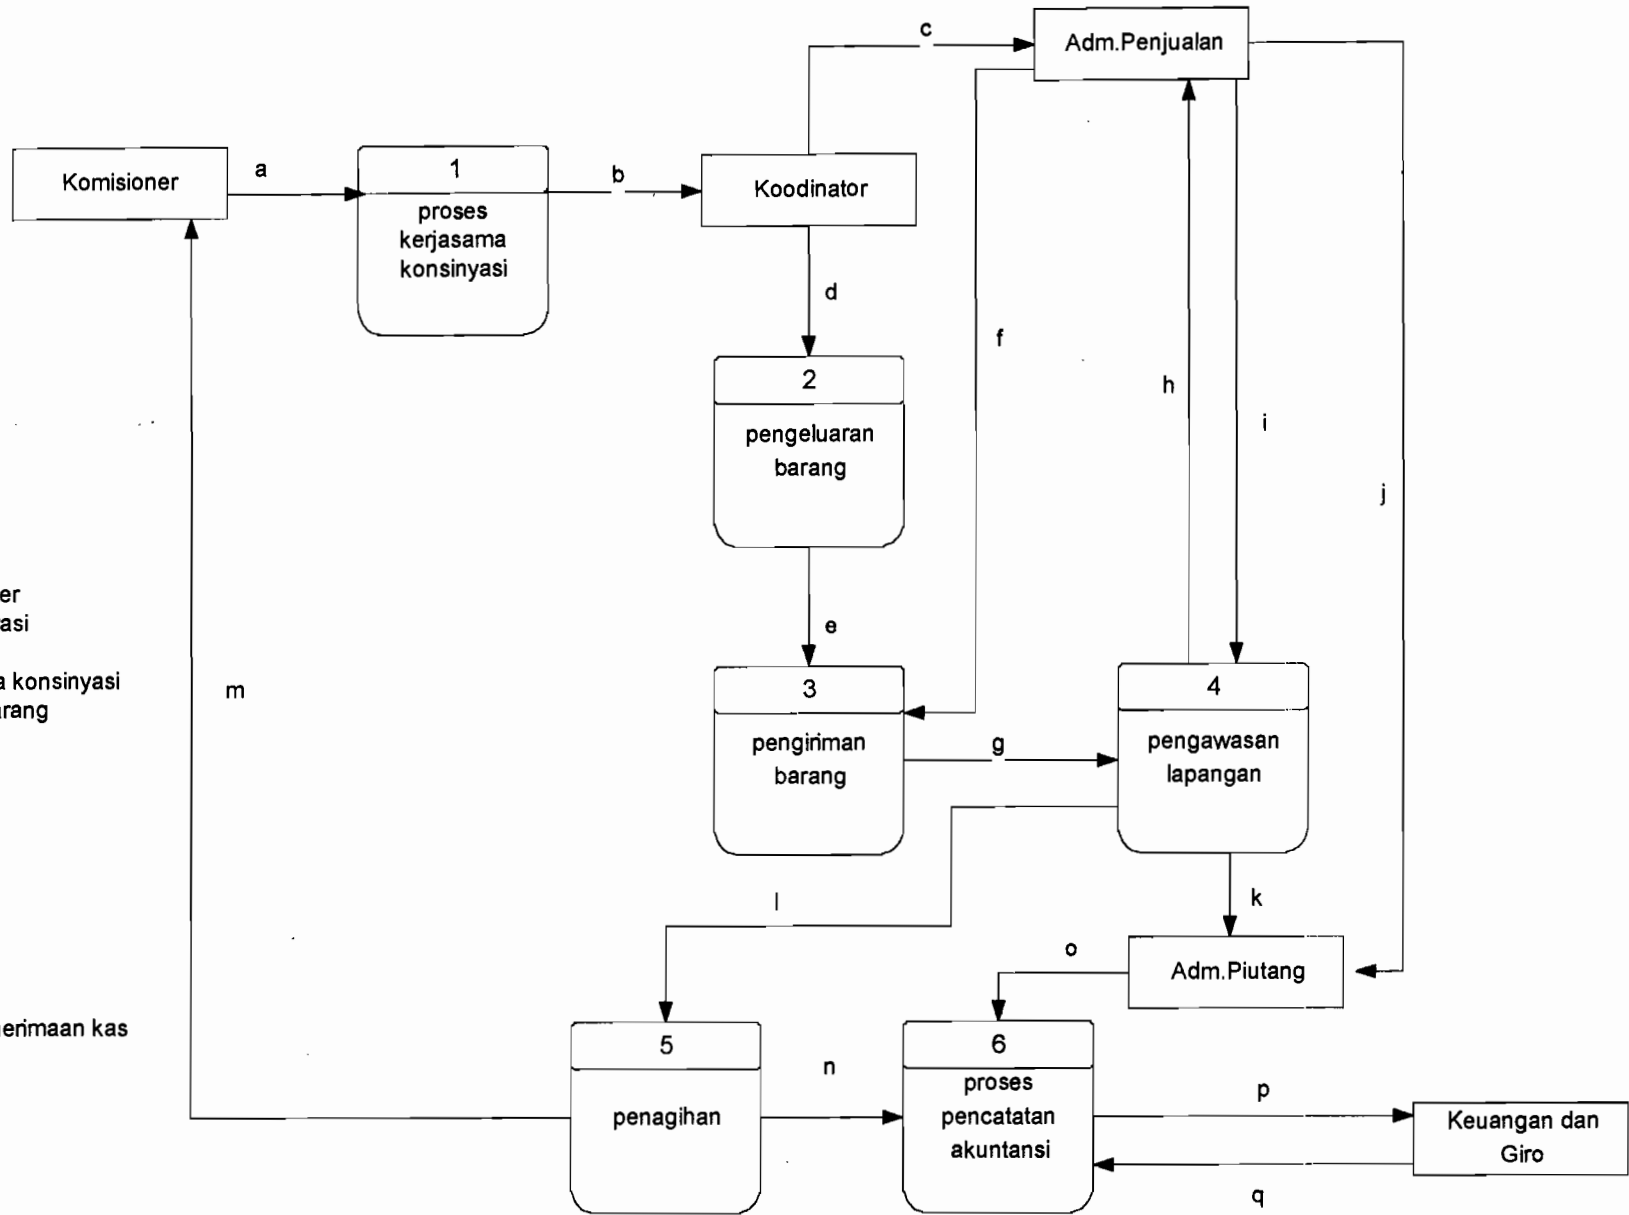 c
Adm.Penjualan
Komisioner
a
1
proses
kerjasama
konsinyasi
b
Koodinator
d
f
h
i
j
2
pengeluaran
barang
er
asi
a konsinyasi
arang
m
e
3
pengiriman
barang
g
4
pengawasan
lapangan
l
k
o
Adm.Piutang
nerimaan kas
5
penagihan
n
6
proses
pencatatan
akuntansi
p
Keuangan dan
Giro
q